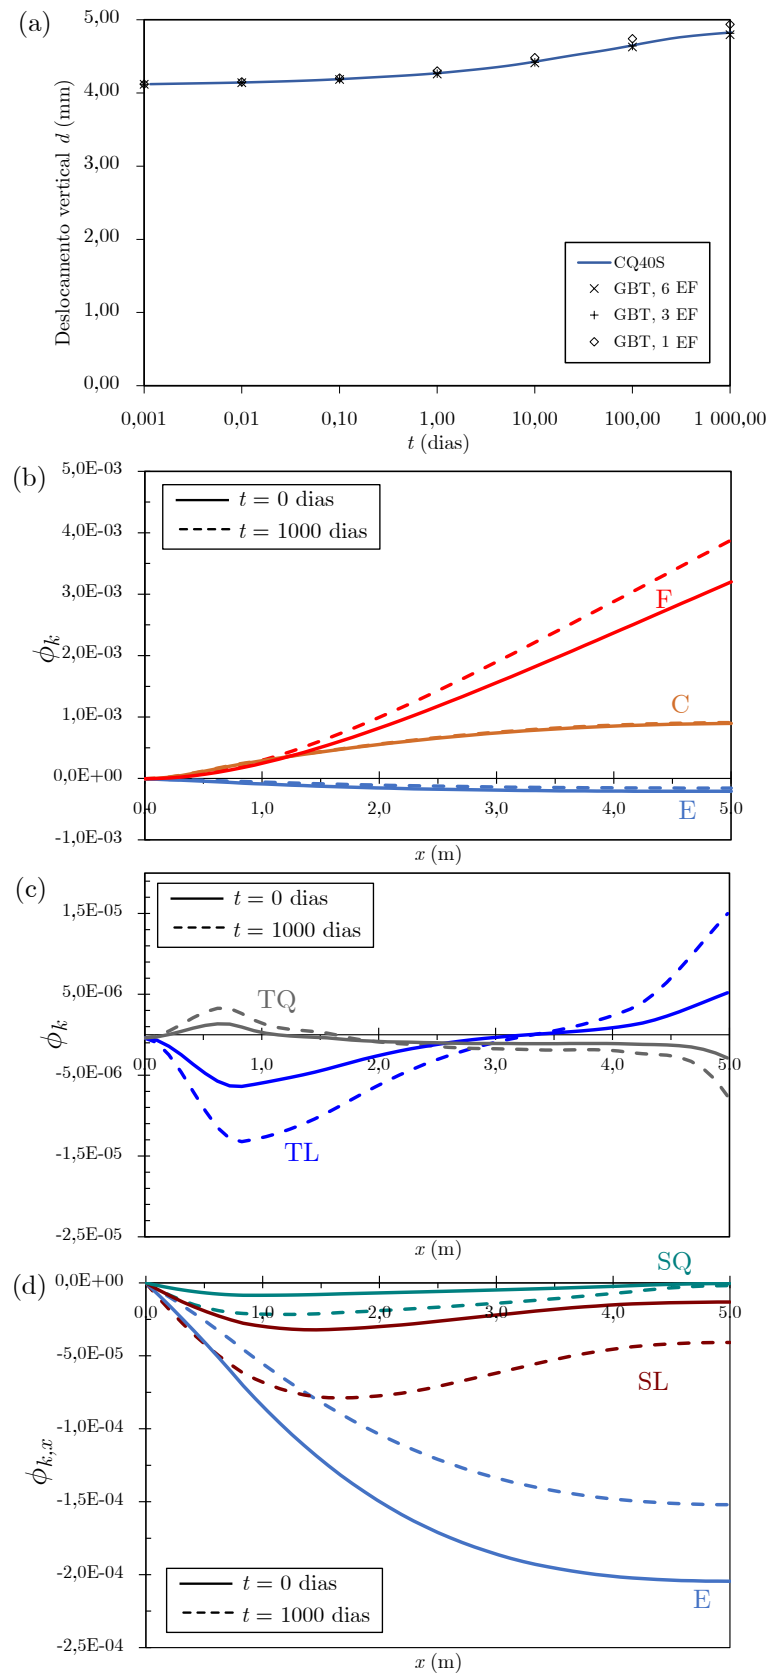 (a)
Deslocamento vertical d (mm)
5,00
4,00
3,00
2,00
1,00
0,00
CQ40S
GBT, 6 EF
GBT, 3 EF
GBT, 1 EF
0,001 0,01 0,10 1,00 10,00 100,00 1 000,00
t (dias)
(b)
ϕk
5,0E-03
4,0E-03
3,0E-03
2,0E-03
1,0E-03
0,0E+00
-1,0E-03
t = 0 dias
t = 1000 dias
F
C
E
0,0 1,0 2,0 3,0 4,0 5,0
x (m)
(c)
ϕk
1,5E-05
5,0E-06
-5,0E-06
-1,5E-05
-2,5E-05
t = 0 dias
t = 1000 dias
TQ
TL
0,0 1,0 2,0 3,0 4,0 5,0
x (m)
(d)
ϕk,x
0,0E+00
-5,0E-05
-1,0E-04
-1,5E-04
-2,0E-04
-2,5E-04
SQ
0,0 1,0 2,0 3,0 4,0 5,0
SL
E
t = 0 dias
t = 1000 dias
x (m)